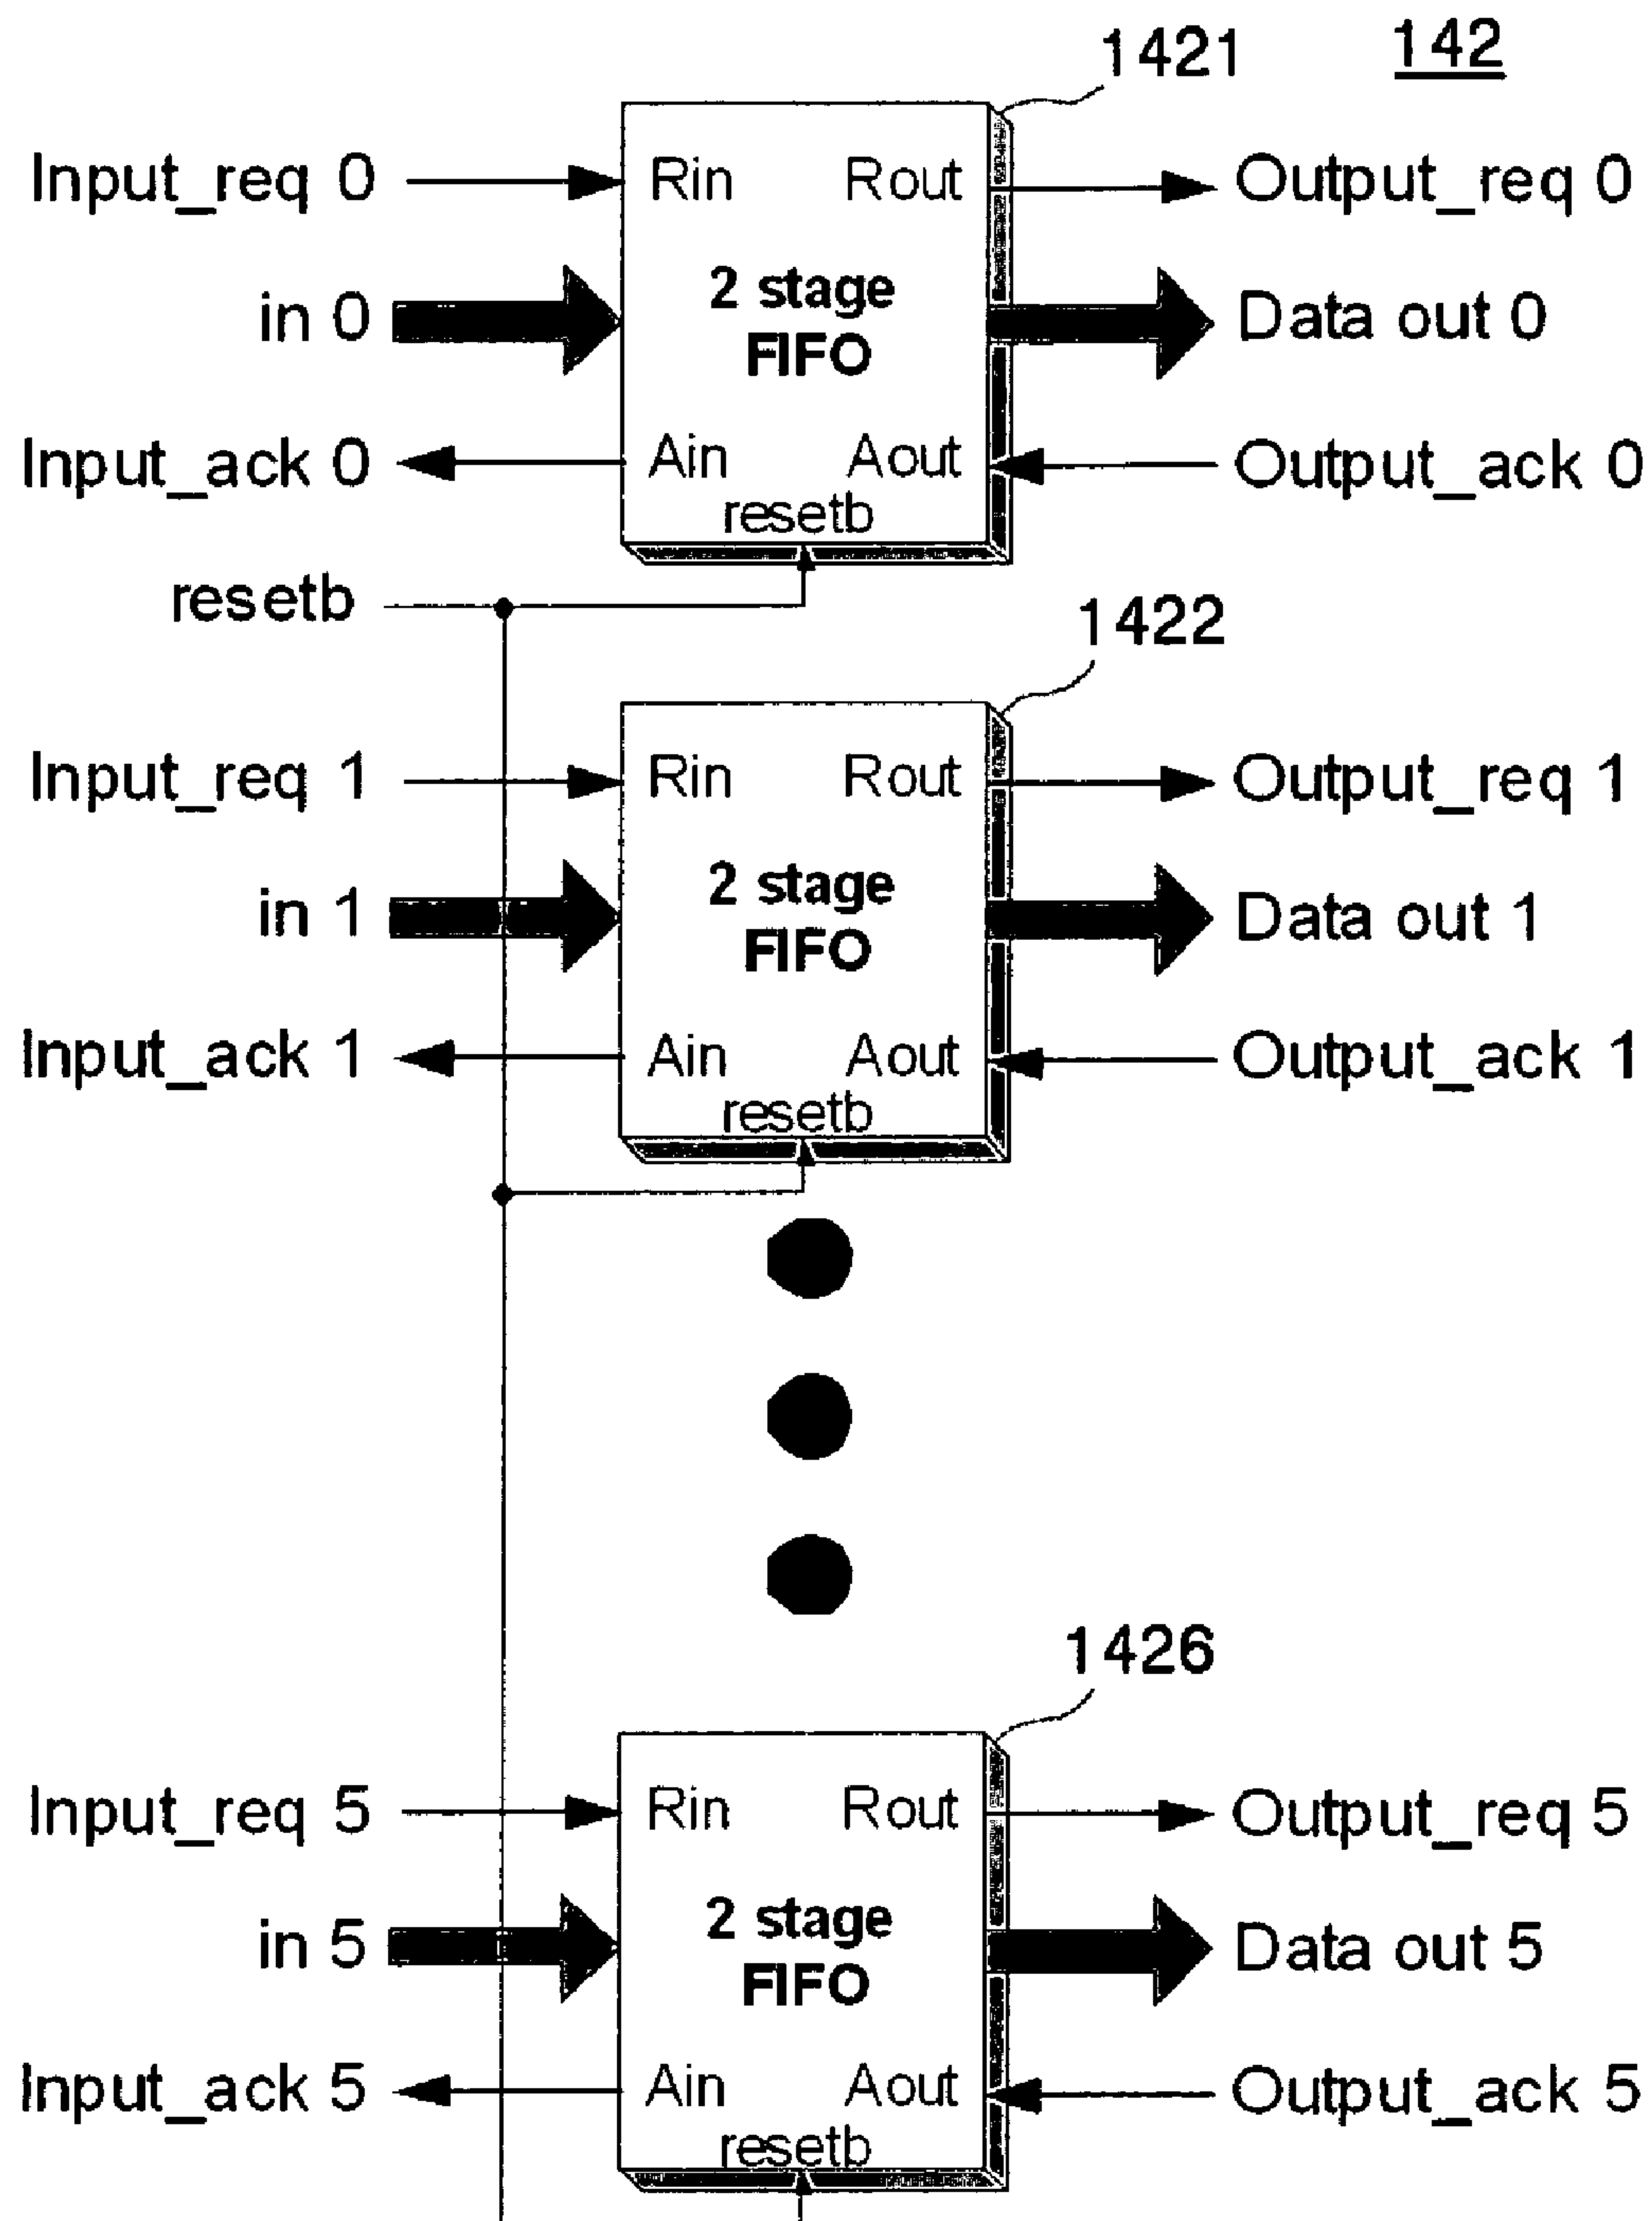 142
1421
Input_req 0
Rin
Rout
Output_req 0
in 0
2 stage
FIFO
Data out 0
Input_ack 0
Ain
Aout
Output_ack 0
resetb
resetb
1422
Input_req 1
Rin
Rout
Output_req 1
in 1
2 stage
FIFO
Data out 1
Input_ack 1
Ain
Aout
Output_ack 1
resetb
1426
Input_req 5
Rin
Rout
Output_req 5
in 5
2 stage
FIFO
Data out 5
Input_ack 5
Ain
Aout
Output_ack 5
resetb